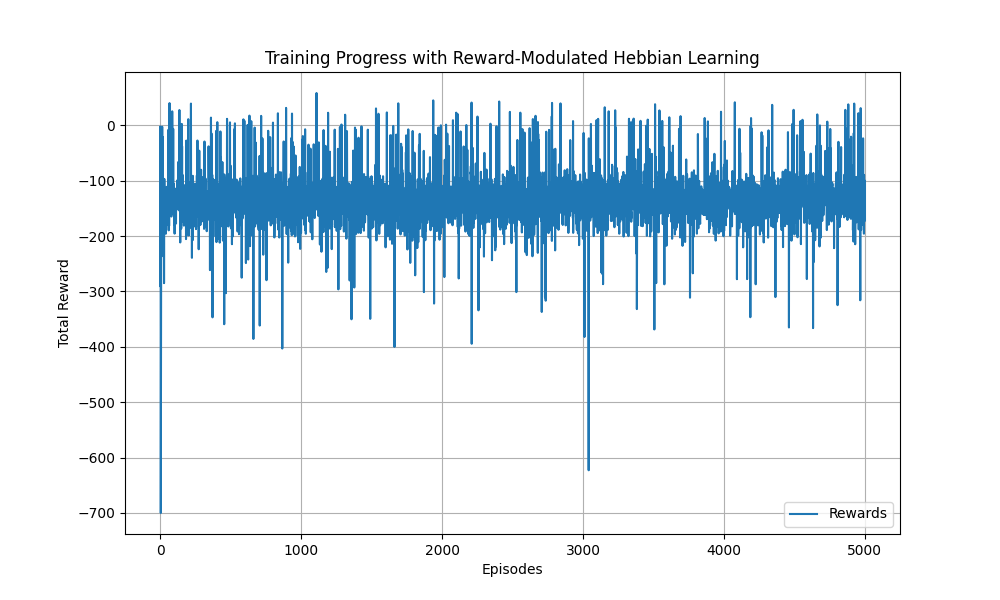 Training Progress with Reward-Modulated Hebbian Learning
0
−100
−200
−300
−400
−500
−600
−700
Total Reward
Rewards
0 1000 2000 3000 4000 5000
Episodes